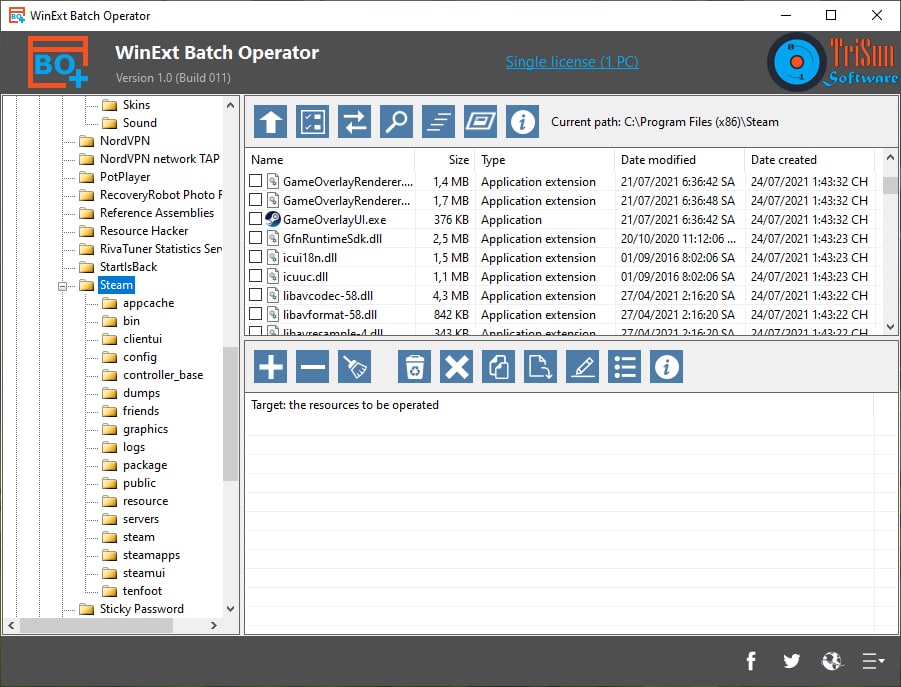 WinExt Batch Operator
BO
WinExt Batch Operator
Version 1.0 (Build 011)
Single license (1 PC)
TriSun
Software
Skins
Sound
NordVPN
NordVPN network TAP
PotPlayer
RecoveryRobot Photo R
Reference Assemblies
Resource Hacker
RivaTuner Statistics Serv
StartIsBack
Steam
appcache
bin
clientui
config
controller_base
dumps
friends
graphics
logs
package
public
resource
servers
steam
steamapps
steamui
tenfoot
Sticky Password
Current path: C:\Program Files (x86)\Steam
Name Size Type Date modified Date created
GameOverlayRenderer.... 1,4 MB Application extension 21/07/2021 6:36:42 SA 24/07/2021 1:43:32 CH
GameOverlayRenderer... 1,7 MB Application extension 21/07/2021 6:36:48 SA 24/07/2021 1:43:32 CH
GameOverlayUI.exe 376 KB Application 21/07/2021 6:36:42 SA 24/07/2021 1:43:32 CH
GfnRuntimeSdk.dll 2,5 MB Application extension 20/10/2020 11:12:06 ... 24/07/2021 1:43:23 CH
icui18n.dll 1,5 MB Application extension 01/09/2016 8:02:06 SA 24/07/2021 1:43:23 CH
icuuc.dll 1,1 MB Application extension 01/09/2016 8:02:06 SA 24/07/2021 1:43:23 CH
libavcodec-58.dll 4,3 MB Application extension 27/04/2021 2:16:20 SA 24/07/2021 1:43:22 CH
libavformat-58.dll 842 KB Application extension 27/04/2021 2:16:20 SA 24/07/2021 1:43:22 CH
libavresample-4.dll 343 KB Application extension 27/04/2021 2:16:20 SA 24/07/2021 1:43:22 CH
Target: the resources to be operated